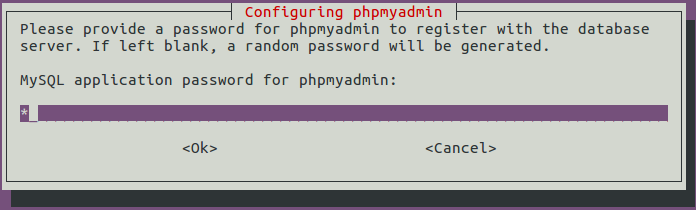 Configuring phpmyadmin
Please provide a password for phpmyadmin to register with the database
server. If left blank, a random password will be generated.
MySQL application password for phpmyadmin:
*_
<Ok> <Cancel>